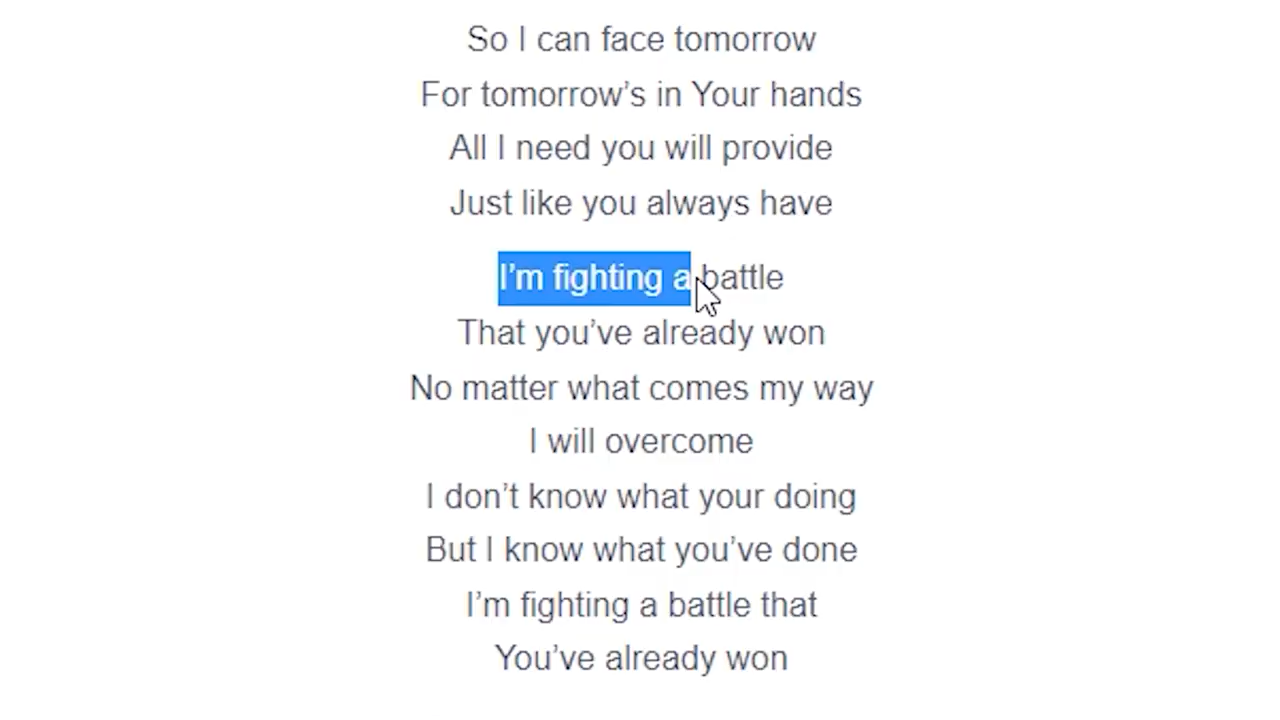 So I can face tomorrow
For tomorrow’s in Your hands
All I need you will provide
Just like you always have
I’m fighting a battle
That you’ve already won
No matter what comes my way
I will overcome
I don’t know what your doing
But I know what you’ve done
I’m fighting a battle that
You’ve already won